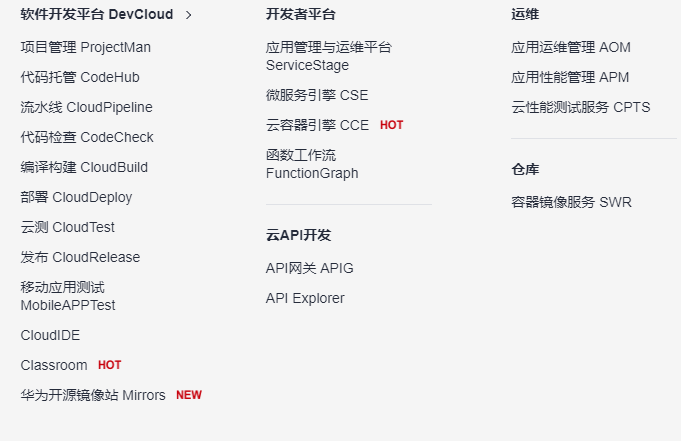 软件开发平台 DevCloud
项目管理 ProjectMan
代码托管 CodeHub
流水线 CloudPipeline
代码检查 CodeCheck
编译构建 CloudBuild
部署 CloudDeploy
云测 CloudTest
发布 CloudRelease
移动应用测试
MobileAPPTest
CloudIDE
Classroom HOT
华为开源镜像站 Mirrors NEW
开发者平台
应用管理与运维平台
ServiceStage
微服务引擎 CSE
云容器引擎 CCE HOT
函数工作流
FunctionGraph
云API开发
API网关 APIG
API Explorer
运维
应用运维管理 AOM
应用性能管理 APM
云性能测试服务 CPTS
仓库
容器镜像服务 SWR